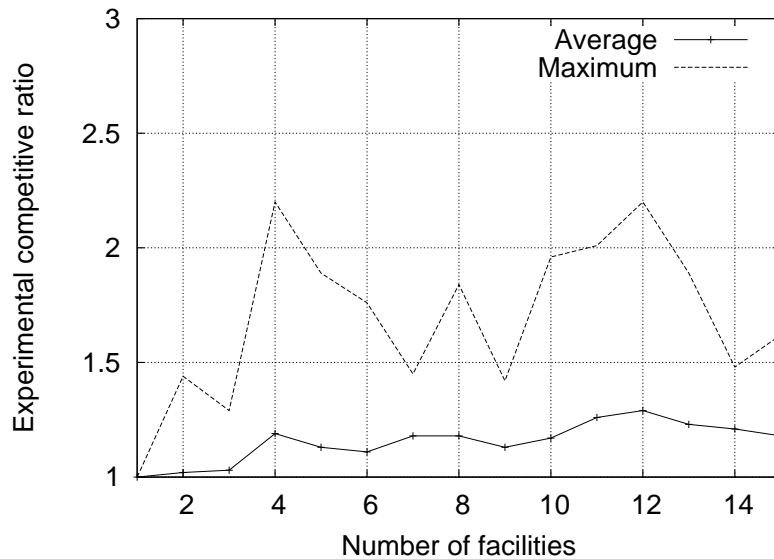 3
2.5
2
1.5
1
Experimental competitive ratio
Average
Maximum
2 4 6 8 10 12 14
Number of facilities